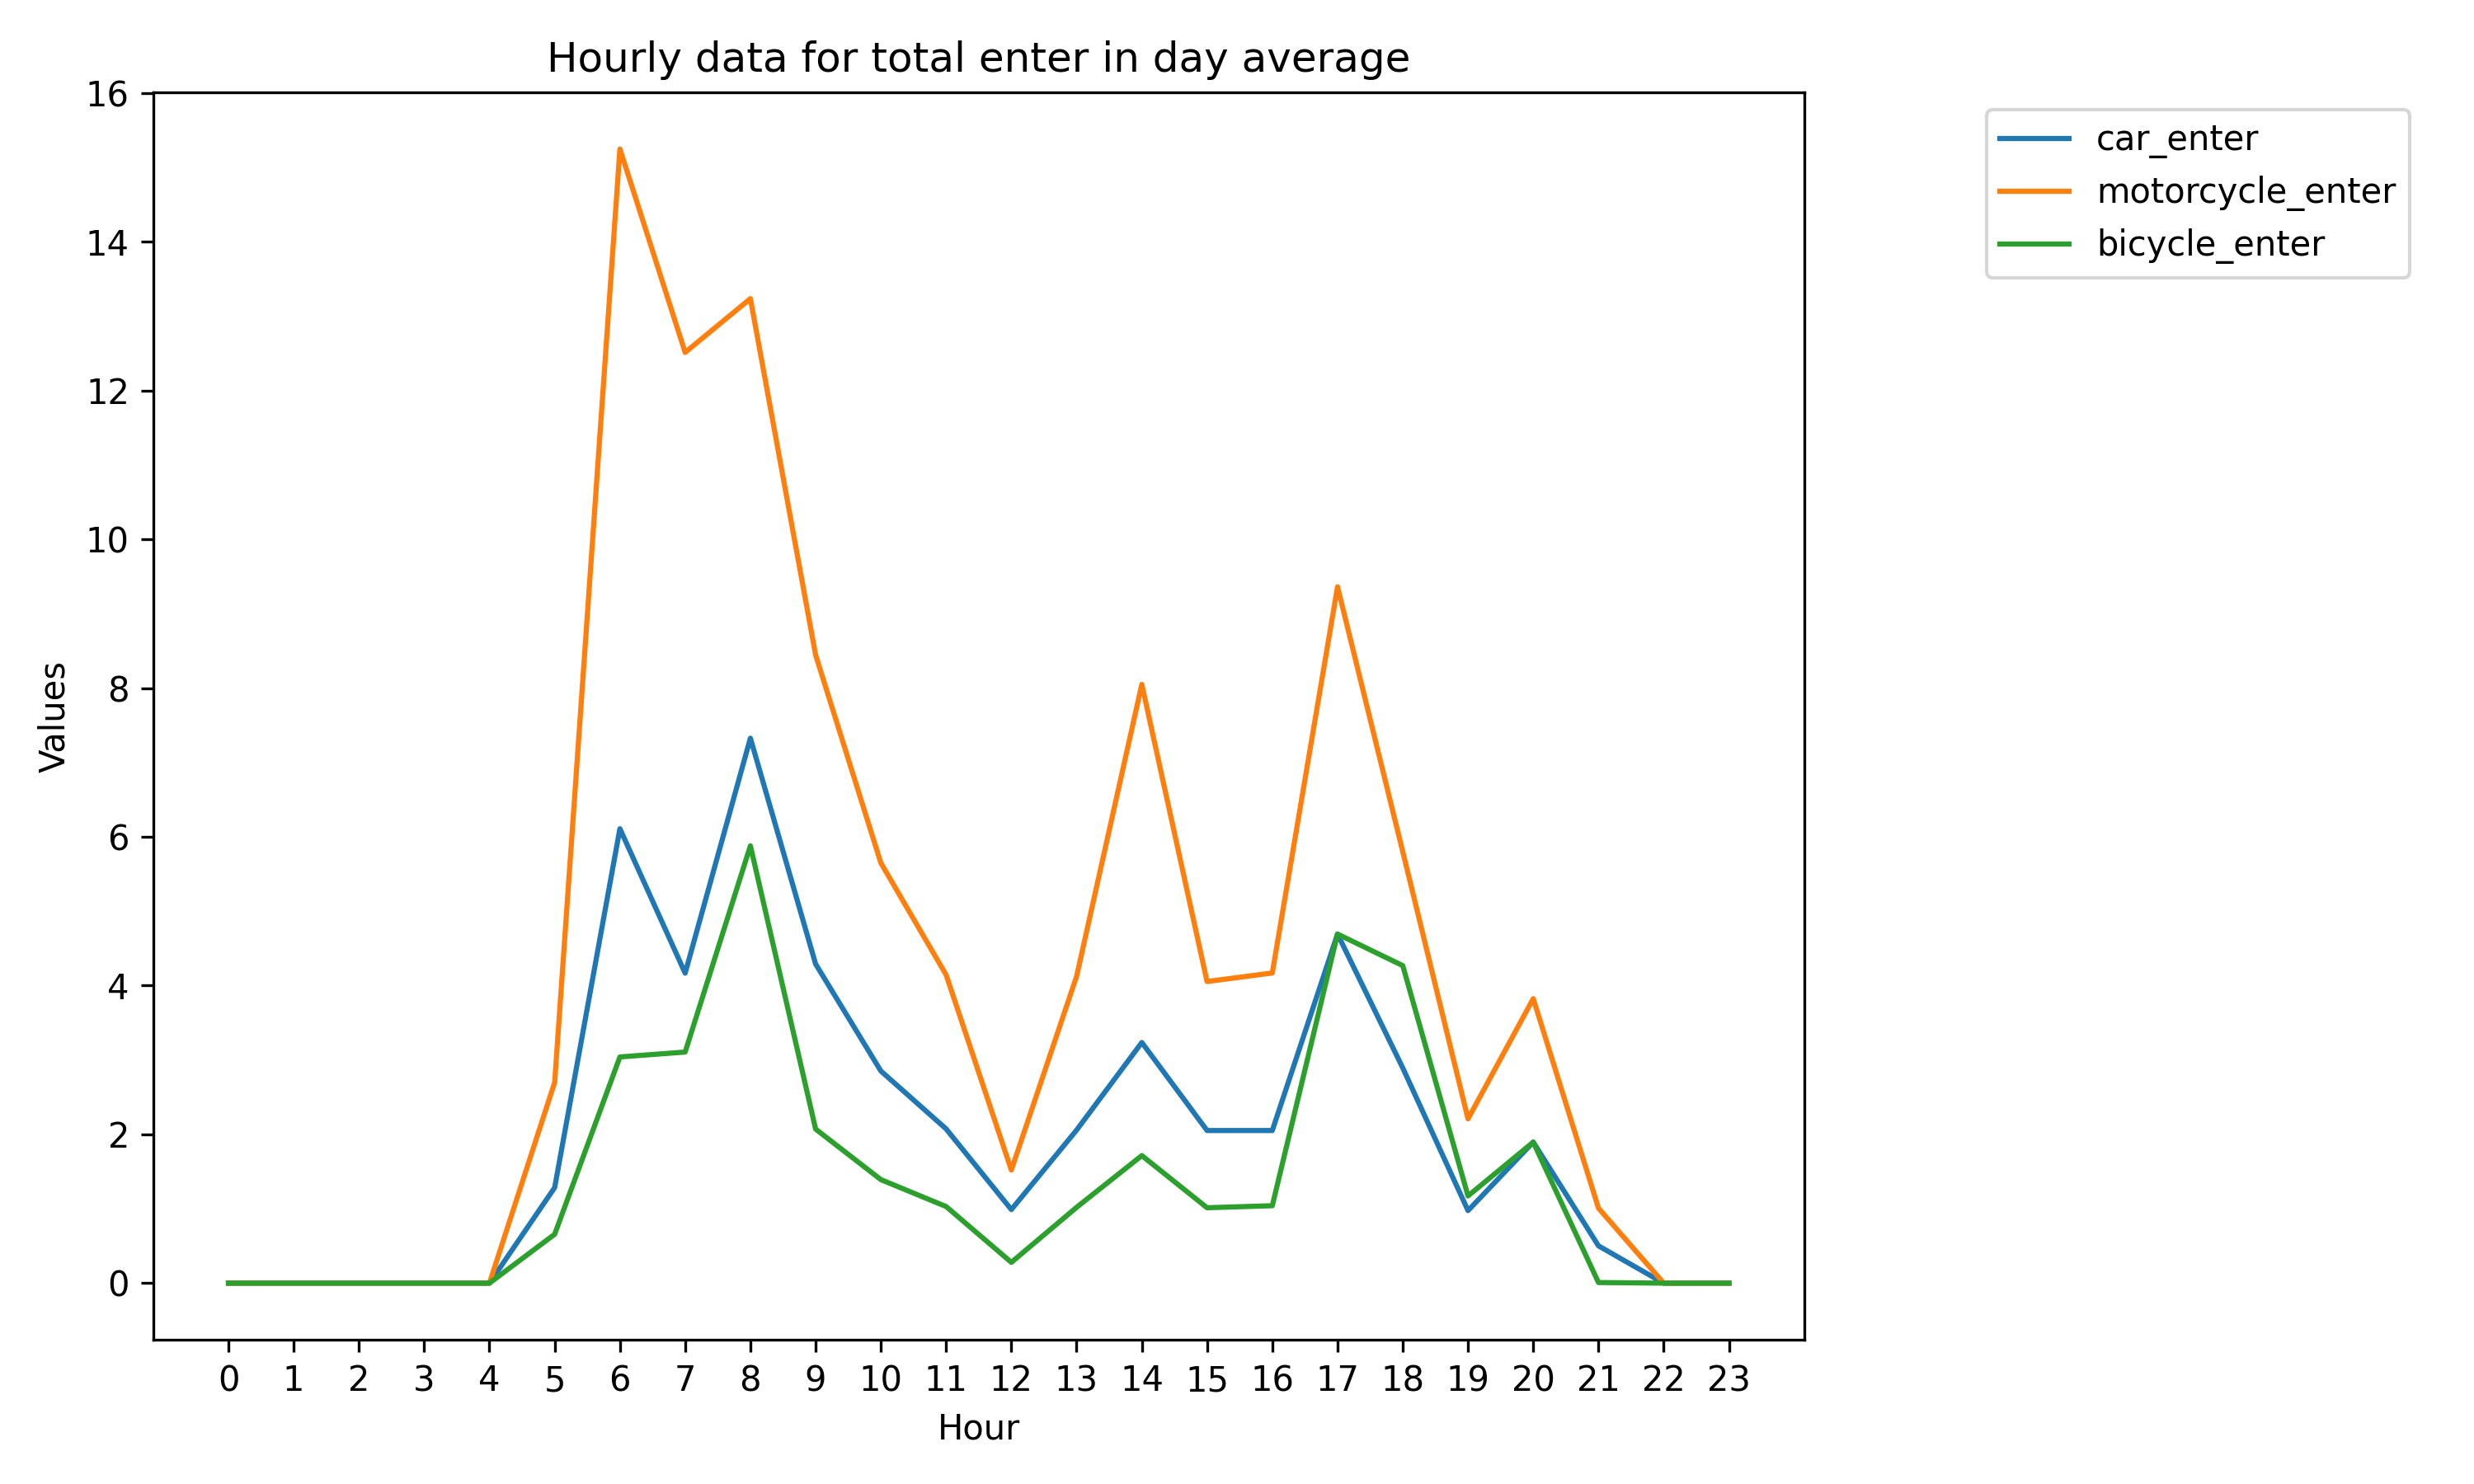 Hourly data for total enter in day average
car_enter
motorcycle_enter
bicycle_enter
Values
16
14
12
10
8
6
4
2
0
0 1 2 3 4 5 6 7 8 9 10 11 12 13 14 15 16 17 18 19 20 21 22 23
Hour